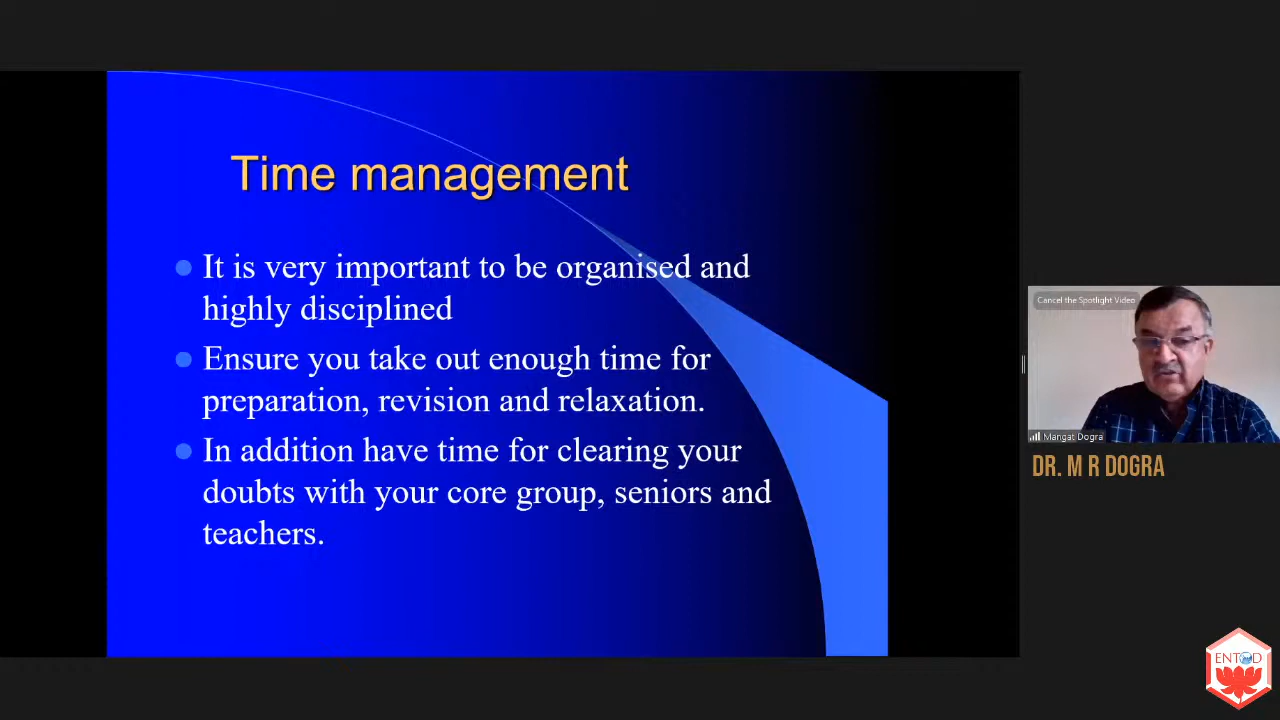 Time management
It is very important to be organised and
highly disciplined
Ensure you take out enough time for
preparation, revision and relaxation.
In addition have time for clearing your
doubts with your core group, seniors and
teachers.
Cancel the Spotlight Video
Mangat Dogra
DR. M R DOGRA
ENTOD